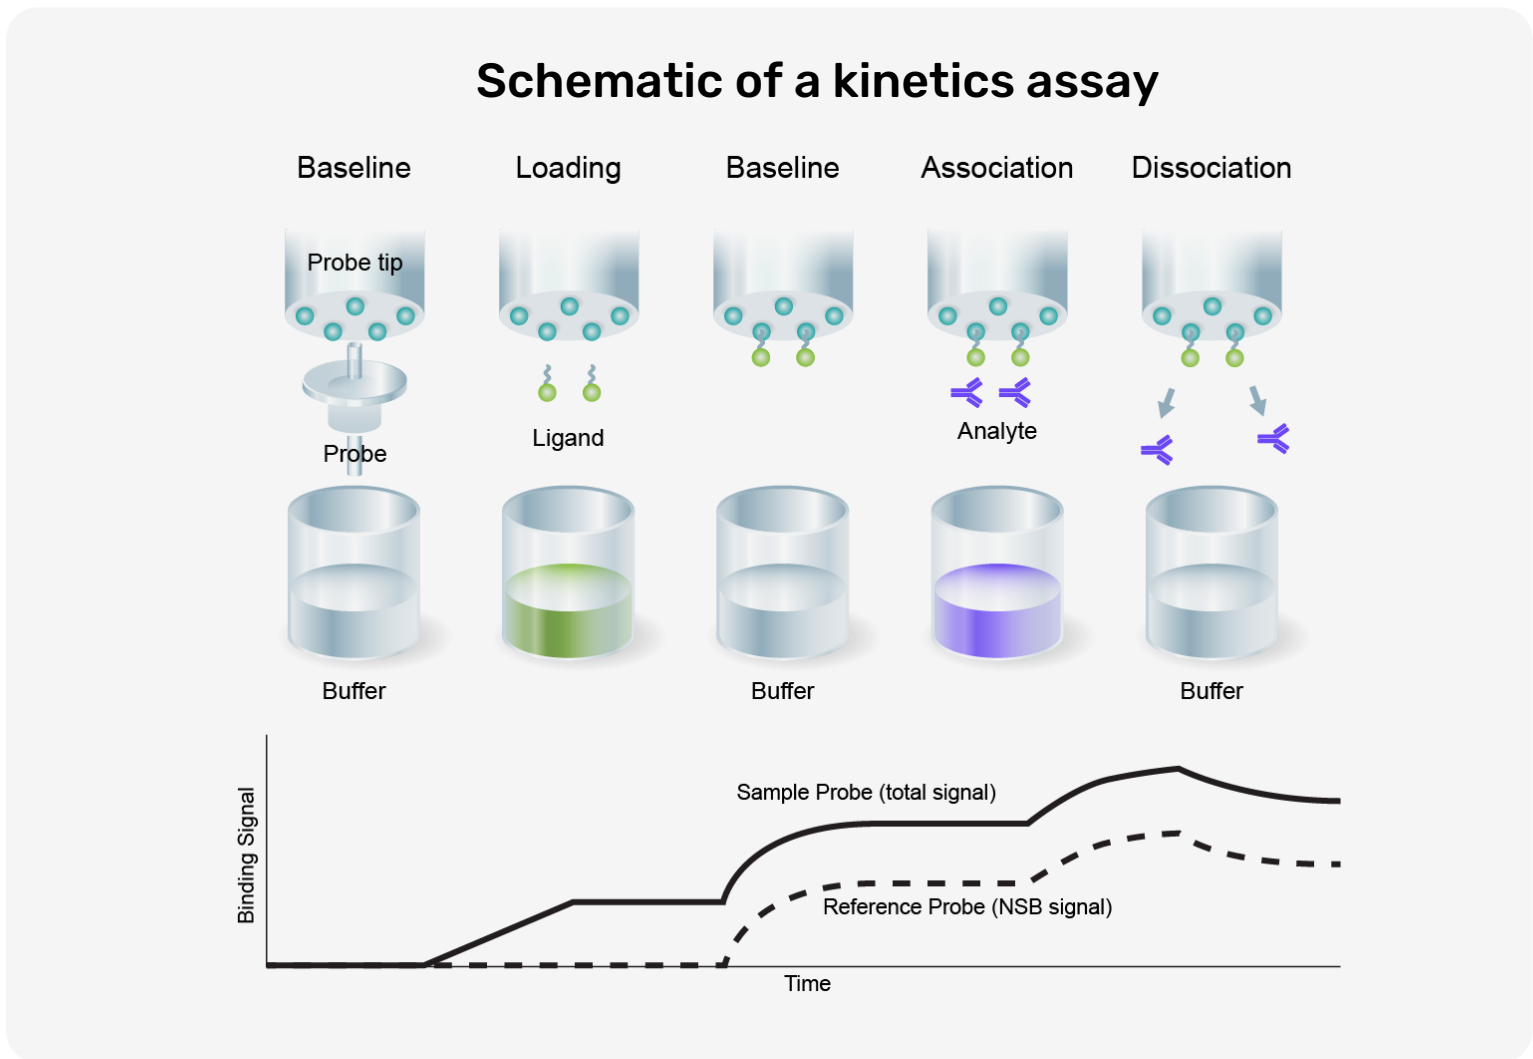 Schematic of a kinetics assay
Baseline
Loading
Baseline
Association
Dissociation
Probe tip
Probe
Ligand
Analyte
Buffer
Buffer
Buffer
Binding Signal
Sample Probe (total signal)
Reference Probe (NSB signal)
Time